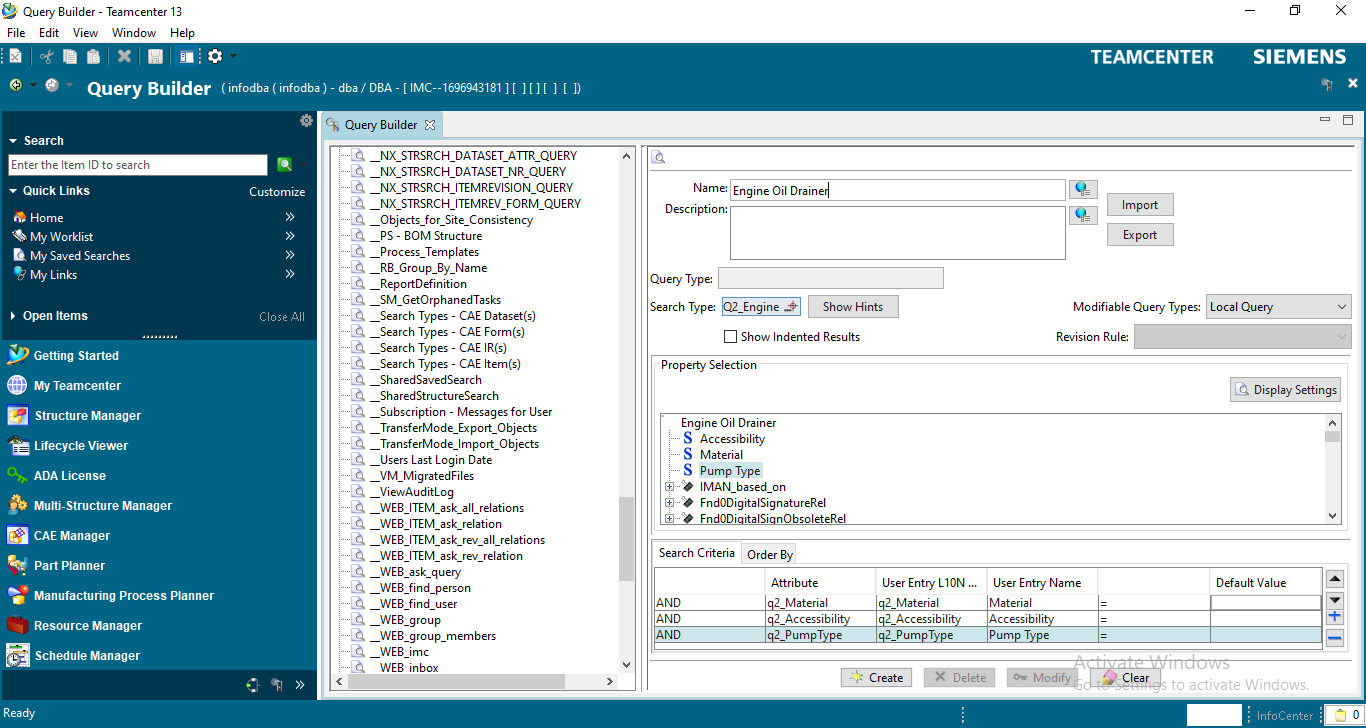 Query Builder - Teamcenter 13
File Edit View Window Help
TEAMCENTER SIEMENS
Query Builder ( infodba ( infodba ) - dba / DBA - [ IMC--1696943181 ] [ ] [ ] [ ] [ ])
Search
Enter the Item ID to search
Quick Links Customize
Home
My Worklist
My Saved Searches
My Links
Open Items Close All
Getting Started
My Teamcenter
Structure Manager
Lifecycle Viewer
ADA License
Multi-Structure Manager
CAE Manager
Part Planner
Manufacturing Process Planner
Resource Manager
Schedule Manager
Query Builder
__NX_STRSRCH_DATASET_ATTR_QUERY
__NX_STRSRCH_DATASET_NR_QUERY
__NX_STRSRCH_ITEMREVISION_QUERY
__NX_STRSRCH_ITEMREV_FORM_QUERY
__Objects_for_Site_Consistency
__PS - BOM Structure
__Process_Templates
__RB_Group_By_Name
__ReportDefinition
__SM_GetOrphanedTasks
__Search Types - CAE Dataset(s)
__Search Types - CAE Form(s)
__Search Types - CAE IR(s)
__Search Types - CAE Item(s)
__SharedSavedSearch
__SharedStructureSearch
__Subscription - Messages for User
__TransferMode_Export_Objects
__TransferMode_Import_Objects
__Users Last Login Date
__VM_MigratedFiles
__ViewAuditLog
__WEB_ITEM_ask_all_relations
__WEB_ITEM_ask_relation
__WEB_ITEM_ask_rev_all_relations
__WEB_ITEM_ask_rev_relation
__WEB_ask_query
__WEB_find_person
__WEB_find_user
__WEB_group
__WEB_group_members
__WEB_imc
WEB inbox
Name: Engine Oil Drainer
Import
Description:
Export
Query Type:
Search Type: Q2_Engine Show Hints Modifiable Query Types: Local Query
Show Indented Results Revision Rule:
Property Selection
Display Settings
Engine Oil Drainer
S Accessibility
S Material
S Pump Type
IMAN_based_on
Fnd0DigitalSignatureRel
Fnd0DigitalSignObsoleteRel
Search Criteria Order By
Attribute User Entry L10N ... User Entry Name Default Value
AND q2_Material q2_Material Material =
AND q2_Accessibility q2_Accessibility Accessibility =
AND q2_PumpType q2_PumpType Pump Type =
Activate Windows
Go to Settings to activate Windows.
Create Delete Modify Clear
Ready InfoCenter 0